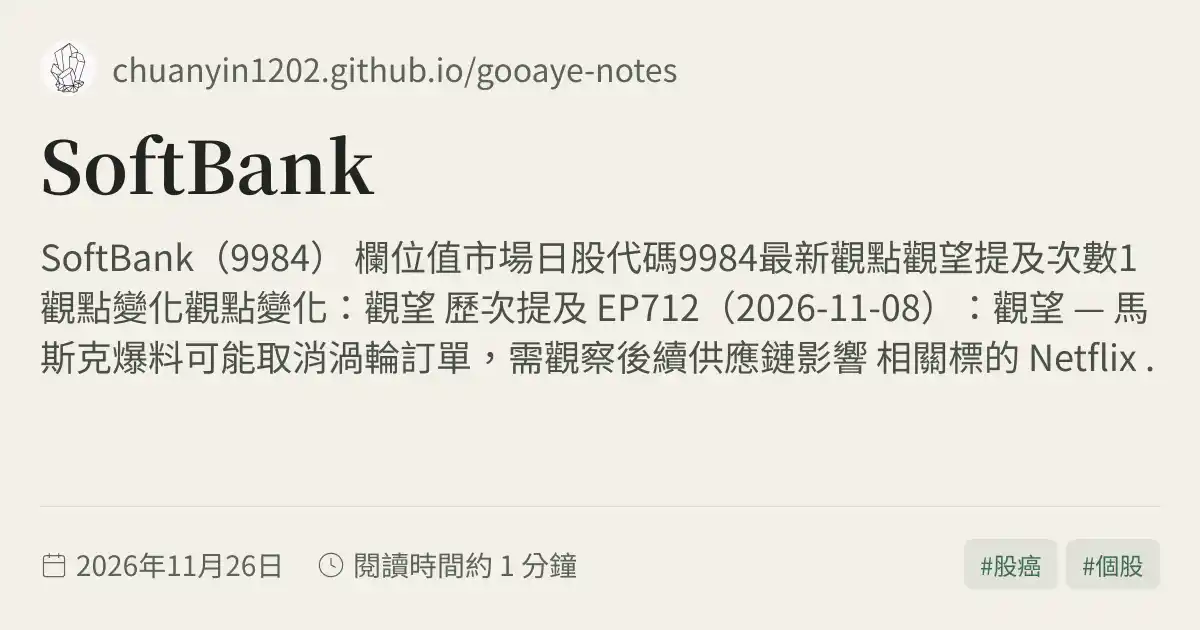 chuanyin1202.github.io/gooaye-notes
SoftBank
SoftBank（9984） 欄位值市場日股代碼9984最新觀點觀望提及次數1
觀點變化觀點變化：觀望 歷次提及 EP712（2026-11-08）：觀望 — 馬
斯克爆料可能取消渦輪訂單，需觀察後續供應鏈影響 相關標的 Netflix .
2026年11月26日 閱讀時間約 1 分鐘 #股癌 #個股